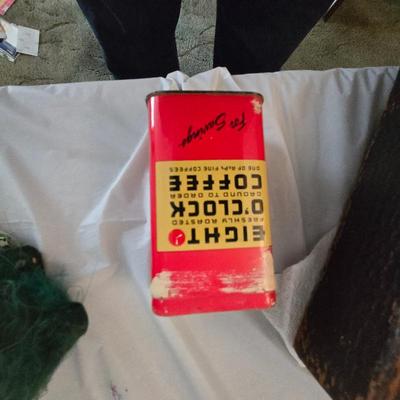 EIGHT
O'CLOCK
FRESHLY ROASTED
GROUND TO ORDER
COFFEE
ONE OF A&P's FINE COFFEES
For Savings